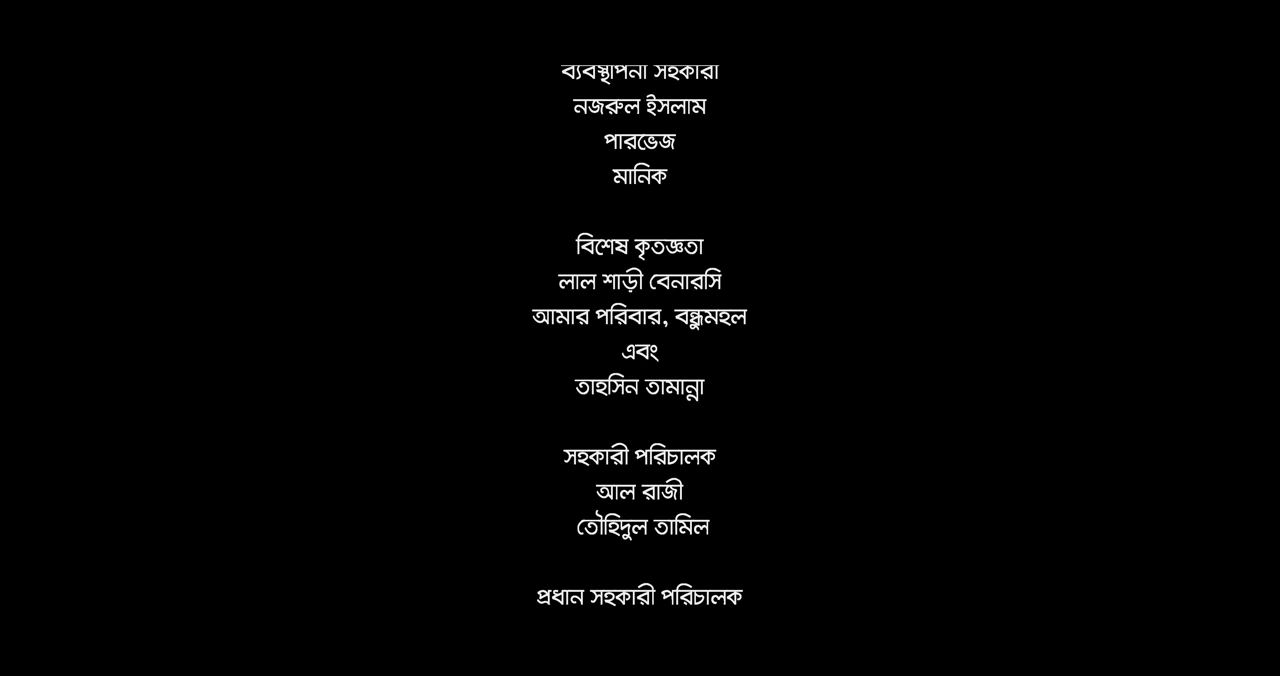 ব্যবস্থাপনা সহকারী
নজরুল ইসলাম
পারভেজ
মানিক
বিশেষ কৃতজ্ঞতা
লাল শাড়ী বেনারসি
আমার পরিবার, বন্ধুমহল
এবং
তাহসিন তামান্না
সহকারী পরিচালক
আল রাজী
তৌহিদুল তামিল
প্রধান সহকারী পরিচালক